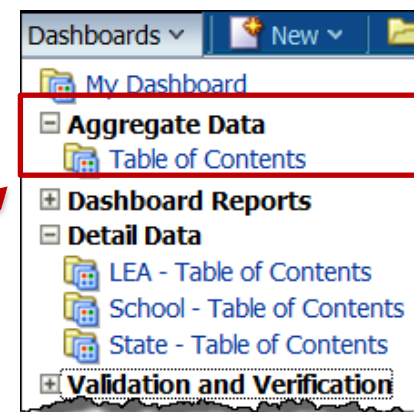 Dashboards New
My Dashboard
Aggregate Data
Table of Contents
Dashboard Reports
Detail Data
LEA - Table of Contents
School - Table of Contents
State - Table of Contents
Validation and Verification